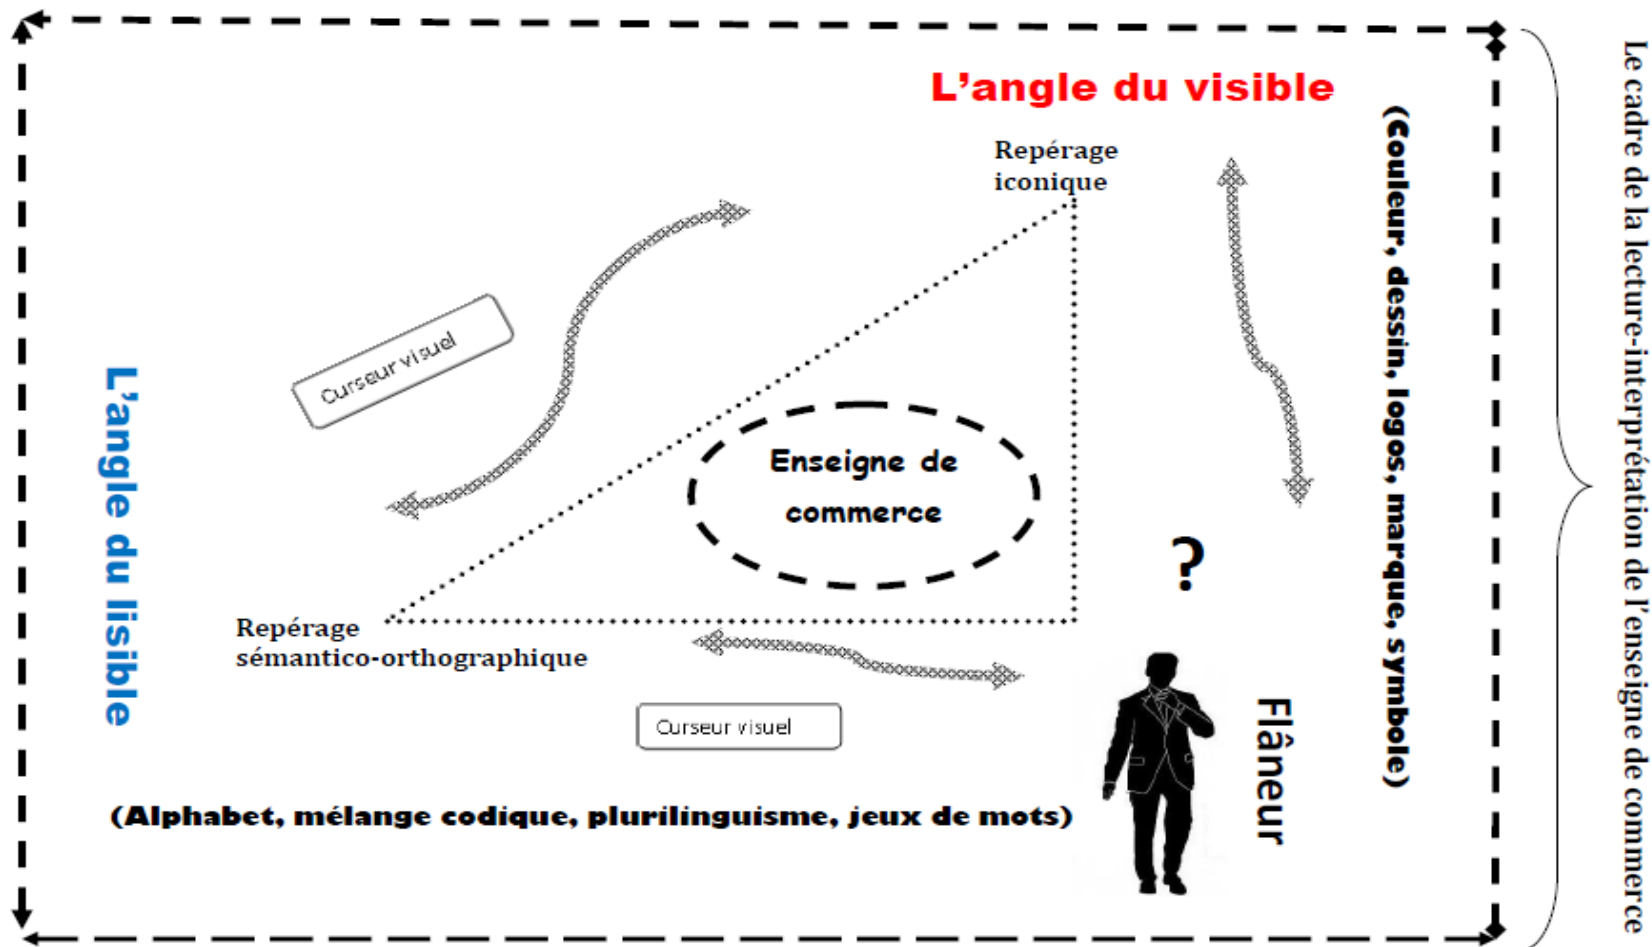 L'angle du visible
Repérage
iconique
(Couleur, dessin, logos, marque, symbole)
Le cadre de la lecture-interprétation de l'enseigne de commerce
Curseur visuel
L'angle du lisible
Enseigne de
commerce
?
Repérage
sémantico-orthographique
Curseur visuel
Flâneur
(Alphabet, mélange codique, plurilinguisme, jeux de mots)